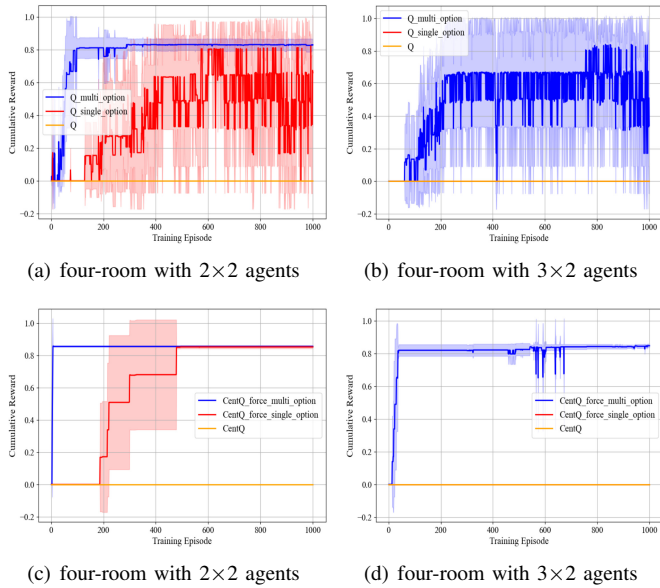 1.0
0.8
0.6
0.4
0.2
0.0
−0.2
Cumulative Reward
Q_multi_option
Q_single_option
Q
0 200 400 600 800 1000
Training Episode
(a) four-room with 2×2 agents
1.0
0.8
0.6
0.4
0.2
0.0
−0.2
Cumulative Reward
Q_multi_option
Q_single_option
Q
0 200 400 600 800 1000
Training Episode
(b) four-room with 3×2 agents
1.0
0.8
0.6
0.4
0.2
0.0
−0.2
Cumulative Reward
CentQ_force_multi_option
CentQ_force_single_option
CentQ
0 200 400 600 800 1000
Training Episode
(c) four-room with 2×2 agents
1.0
0.8
0.6
0.4
0.2
0.0
−0.2
Cumulative Reward
CentQ_force_multi_option
CentQ_force_single_option
CentQ
0 200 400 600 800 1000
Training Episode
(d) four-room with 3×2 agents